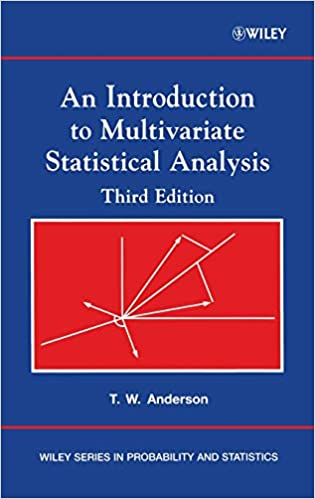 WILEY
An Introduction
to Multivariate
Statistical Analysis
Third Edition
T. W. Anderson
WILEY SERIES IN PROBABILITY AND STATISTICS